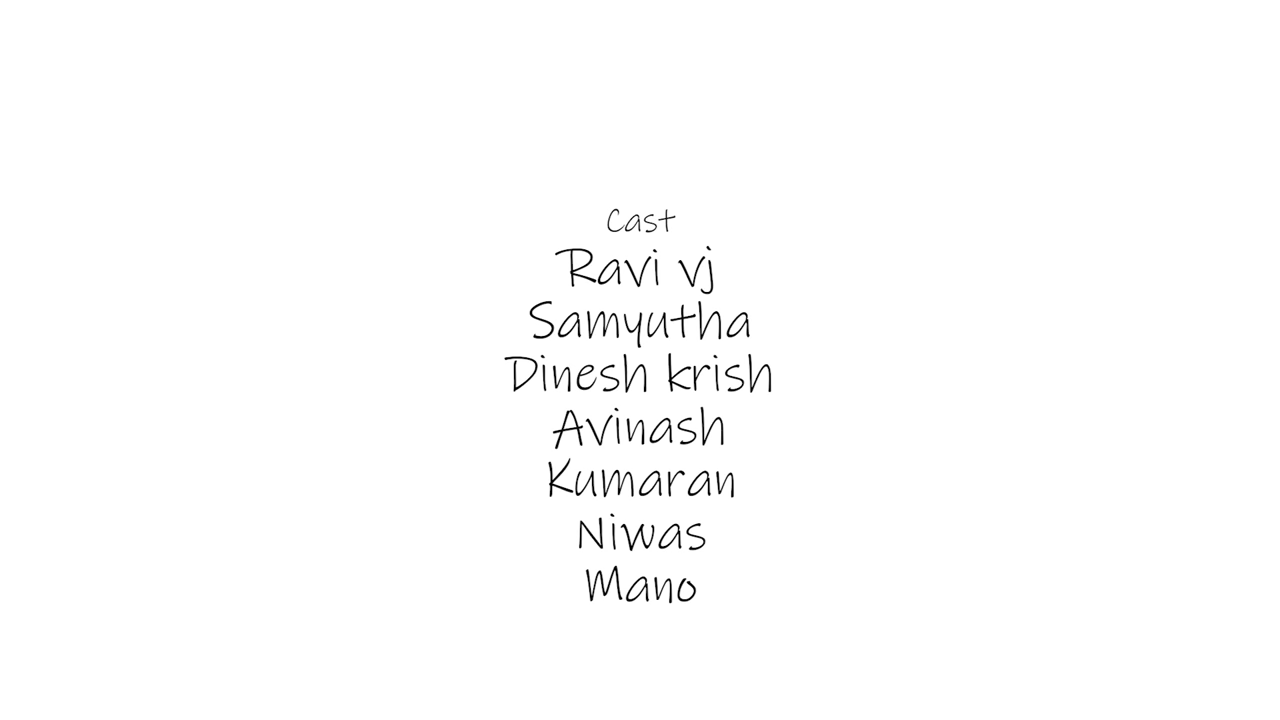 Cast
Ravi vj
Samyutha
Dinesh krish
Avinash
Kumaran
Niwas
Mano